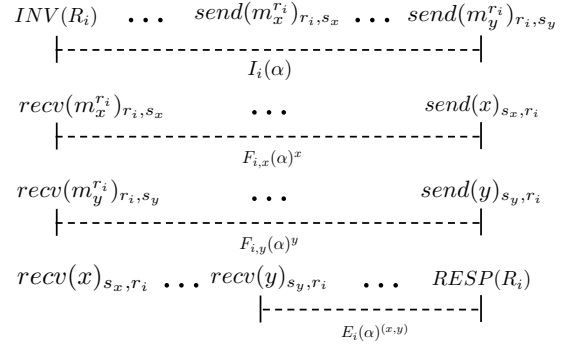 INV(R_i) ... send(m_x^{r_i})_{r_i,s_x} ... send(m_y^{r_i})_{r_i,s_y}
I_i(α)
recv(m_x^{r_i})_{r_i,s_x} ... send(x)_{s_x,r_i}
F_{i,x}(α)^x
recv(m_y^{r_i})_{r_i,s_y} ... send(y)_{s_y,r_i}
F_{i,y}(α)^y
recv(x)_{s_x,r_i} ... recv(y)_{s_y,r_i} ... RESP(R_i)
E_i(α)^{(x,y)}